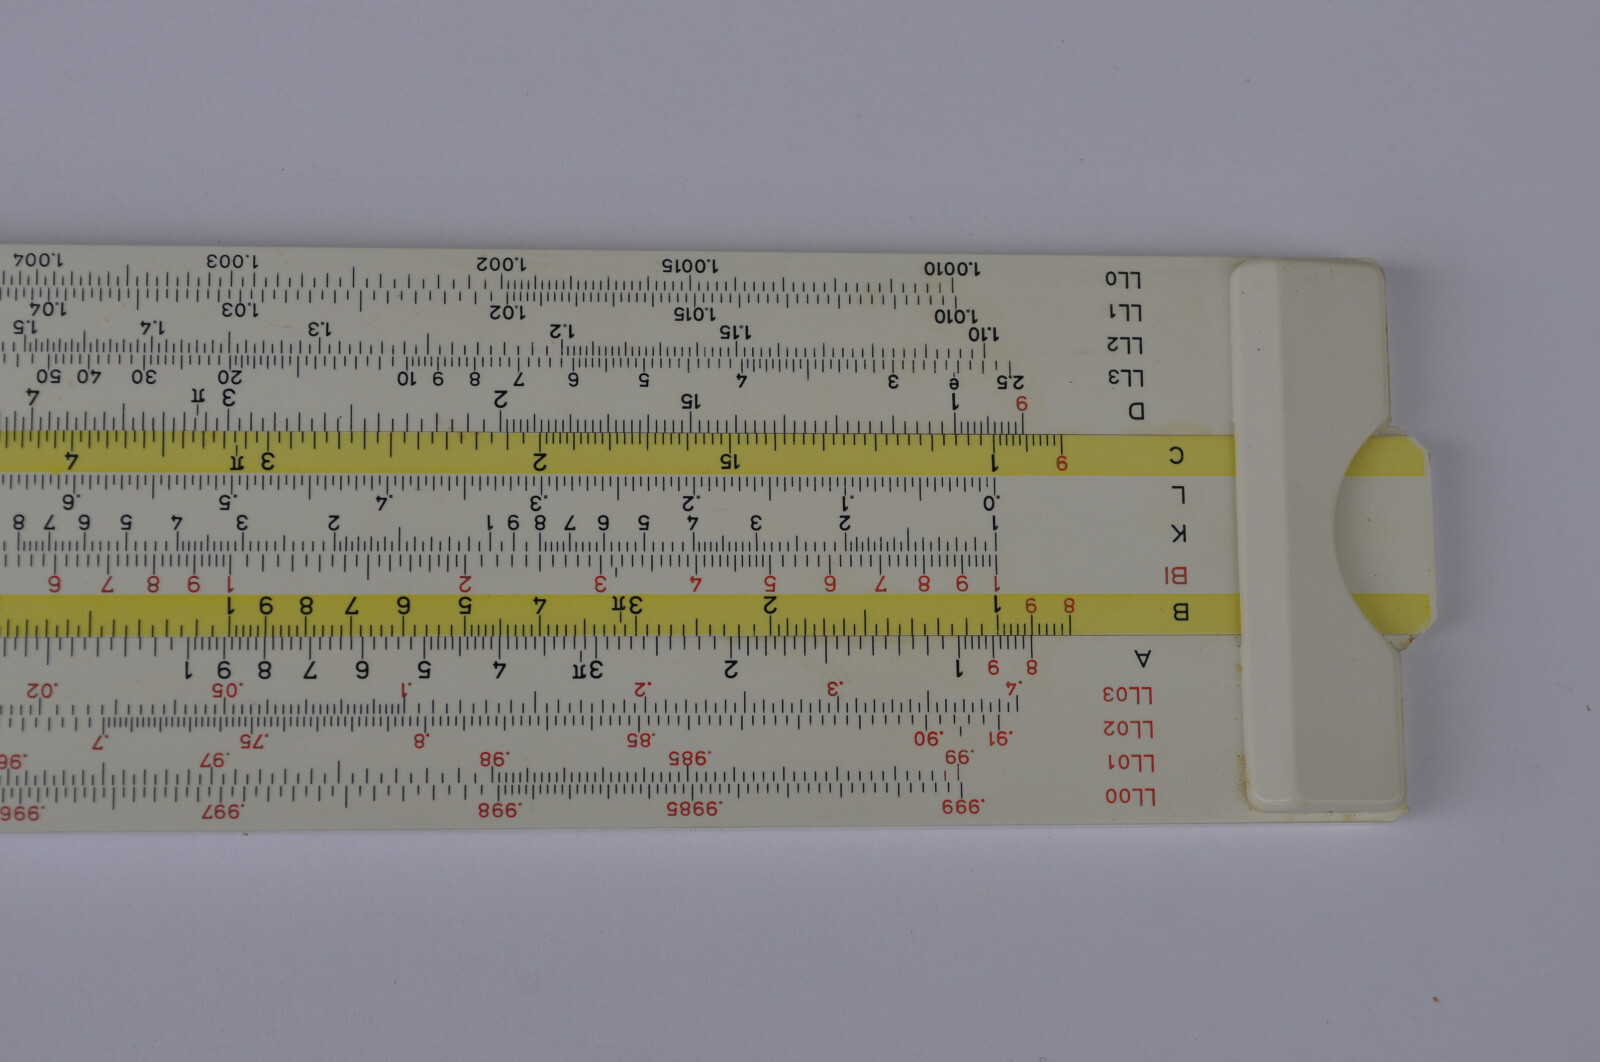 LL00 .999 .9985 .998 .997 .996
LL01 .99 .985 .98 .97 .96
LL02 .91 .90 .85 .8 .75 .7
LL03 .4 .3 .2 .1 .05 .02
A 8 9 1 2 3 π 4 5 6 7 8 9 1
B 8 9 1 2 3 π 4 5 6 7 8 9 1
BI 1 9 8 7 6 5 4 3 2 1 9 8 7 6
K 1 2 3 4 5 6 7 8 9 1 2 3 4 5 6 7 8
L .0 .1 .2 .3 .4 .5 .6
C 9 1 15 2 3 π 4
D 9 1 15 2 3 π 4
LL3 2.5 e 3 4 5 6 7 8 9 10 20 30 40 50
LL2 1.10 1.15 1.2 1.3 1.4 1.5
LL1 1.010 1.015 1.02 1.03 1.04
LL0 1.0010 1.0015 1.002 1.003 1.004